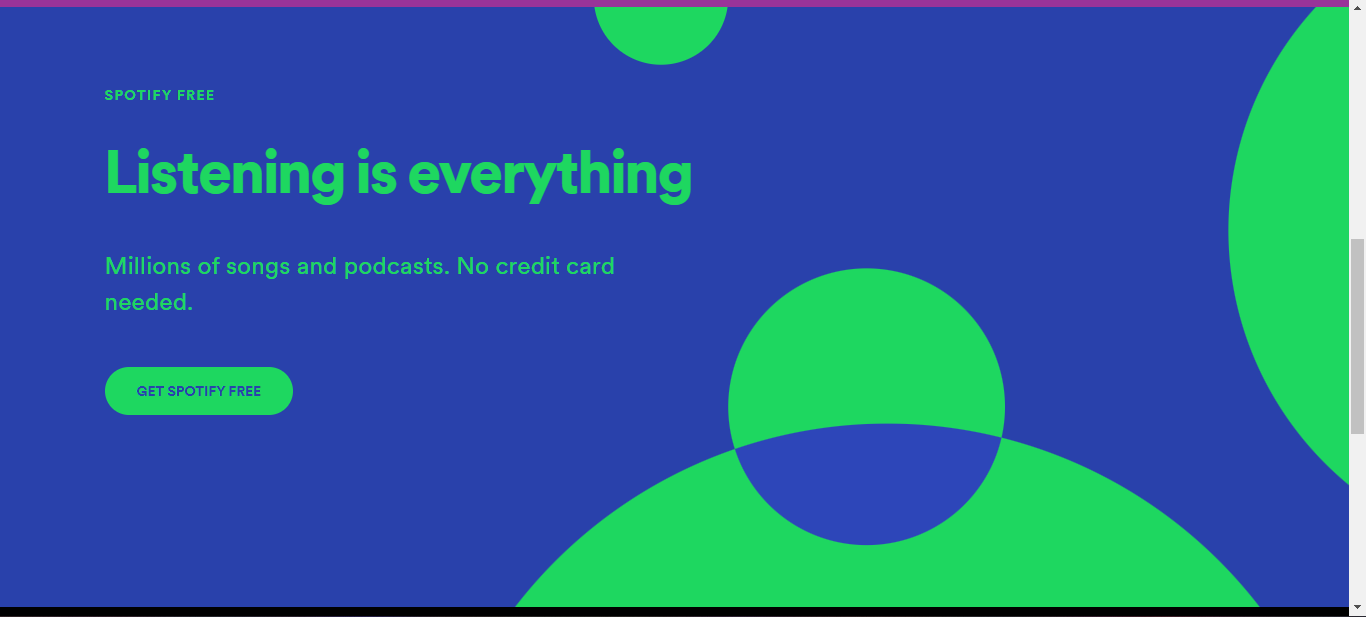 SPOTIFY FREE
Listening is everything
Millions of songs and podcasts. No credit card
needed.
GET SPOTIFY FREE